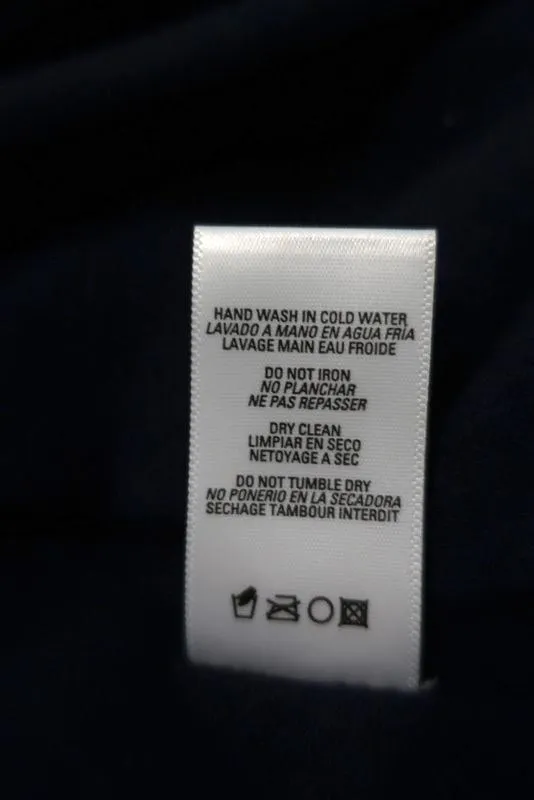 HAND WASH IN COLD WATER
LAVADO A MANO EN AGUA FRIA
LAVAGE MAIN EAU FROIDE
DO NOT IRON
NO PLANCHAR
NE PAS REPASSER
DRY CLEAN
LIMPIAR EN SECO
NETOYAGE A SEC
DO NOT TUMBLE DRY
NO PONERIO EN LA SECADORA
SECHAGE TAMBOUR INTERDIT